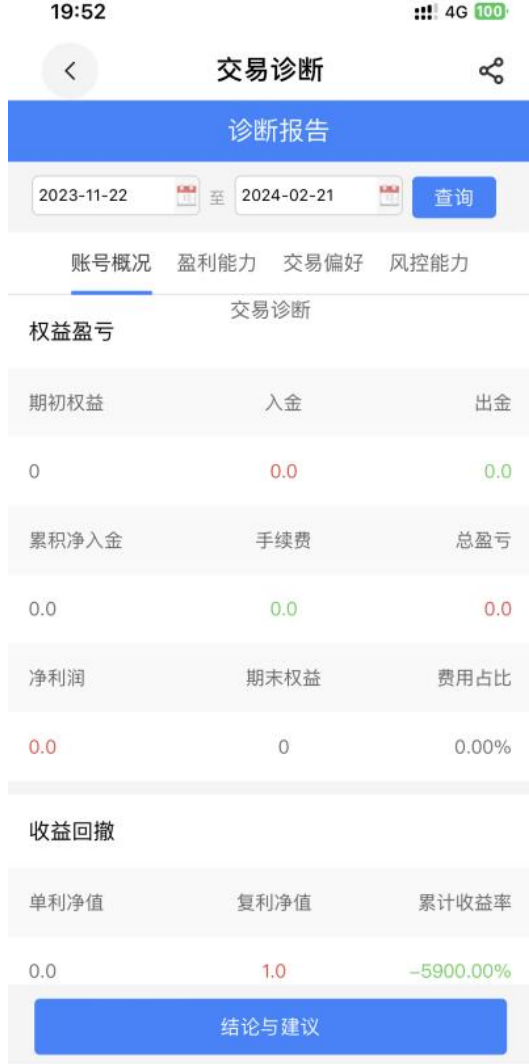 19:52
4G 100
交易诊断
诊断报告
2023-11-22 至 2024-02-21 查询
账号概况 盈利能力 交易偏好 风控能力
交易诊断
权益盈亏
期初权益 入金 出金
0 0.0 0.0
累积净入金 手续费 总盈亏
0.0 0.0 0.0
净利润 期末权益 费用占比
0.0 0 0.00%
收益回撤
单利净值 复利净值 累计收益率
0.0 1.0 -5900.00%
结论与建议